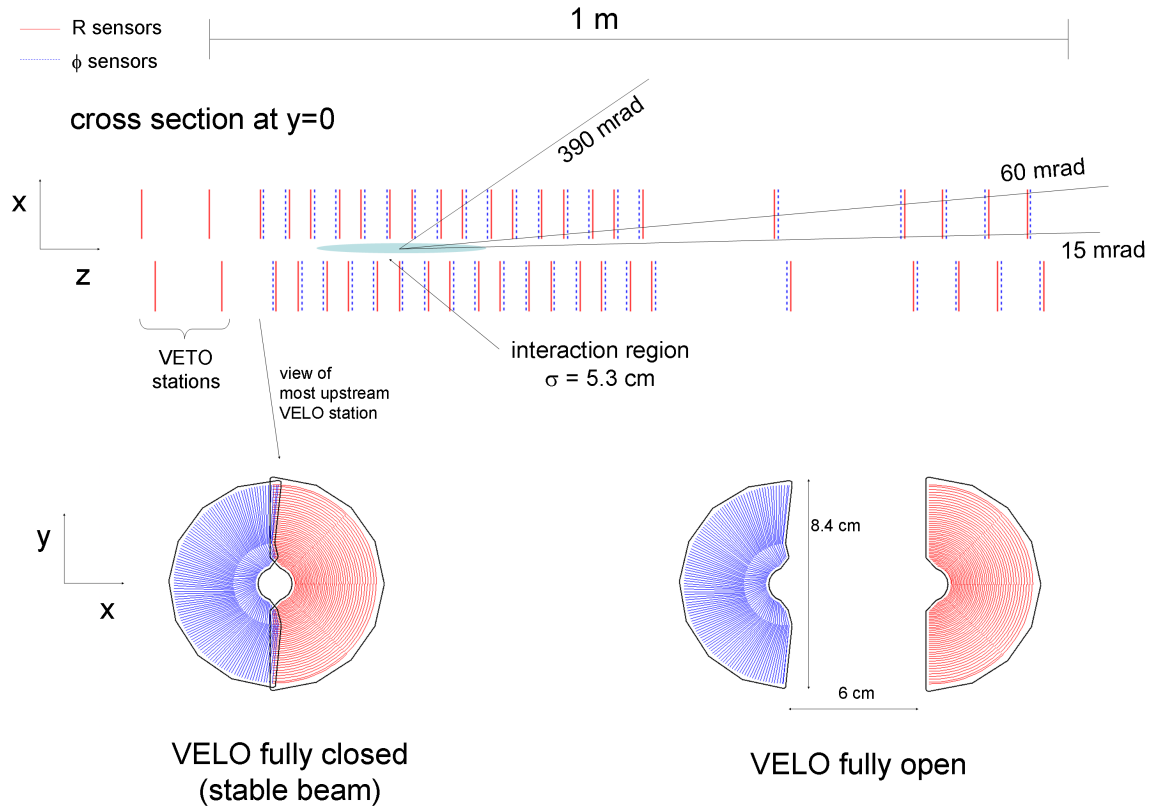 R sensors
ϕ sensors
1 m
cross section at y=0
390 mrad
60 mrad
15 mrad
x
z
VETO
stations
view of
most upstream
VELO station
interaction region
σ = 5.3 cm
y
x
8.4 cm
6 cm
VELO fully closed
(stable beam)
VELO fully open